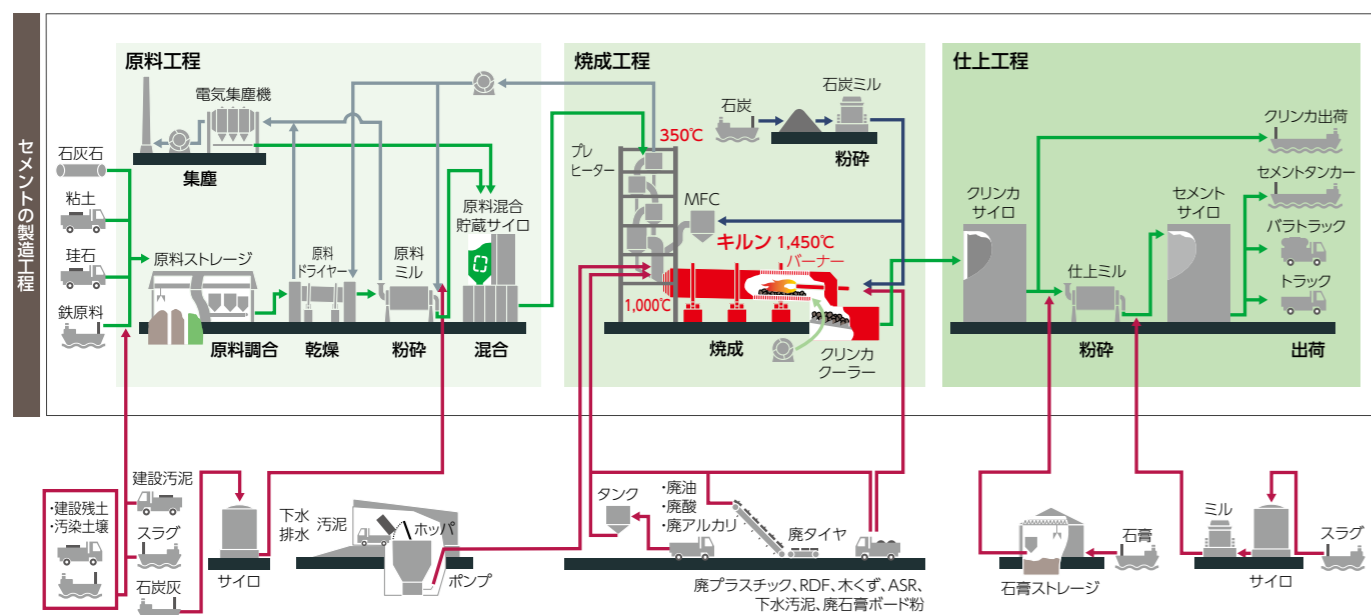 セメントの製造工程
原料工程
電気集塵機
集塵
石灰石
粘土
珪石
鉄原料
原料ストレージ
原料調合
原料
ドライヤー
乾燥
原料
ミル
粉砕
原料混合
貯蔵サイロ
混合
焼成工程
石炭
石炭ミル
粉砕
350℃
プレ
ヒーター
MFC
キルン 1,450℃
バーナー
1,000℃
焼成
クリンカ
クーラー
仕上工程
クリンカ
サイロ
仕上ミル
粉砕
セメント
サイロ
クリンカ出荷
セメントタンカー
バラトラック
トラック
出荷
・建設残土
・汚染土壌
建設汚泥
スラグ
石炭灰
サイロ
下水
排水
汚泥
ホッパ
ポンプ
タンク
・廃油
・廃酸
・廃アルカリ
廃タイヤ
廃プラスチック、RDF、木くず、ASR、
下水汚泥、廃石膏ボード粉
石膏ストレージ
石膏
ミル
サイロ
スラグ